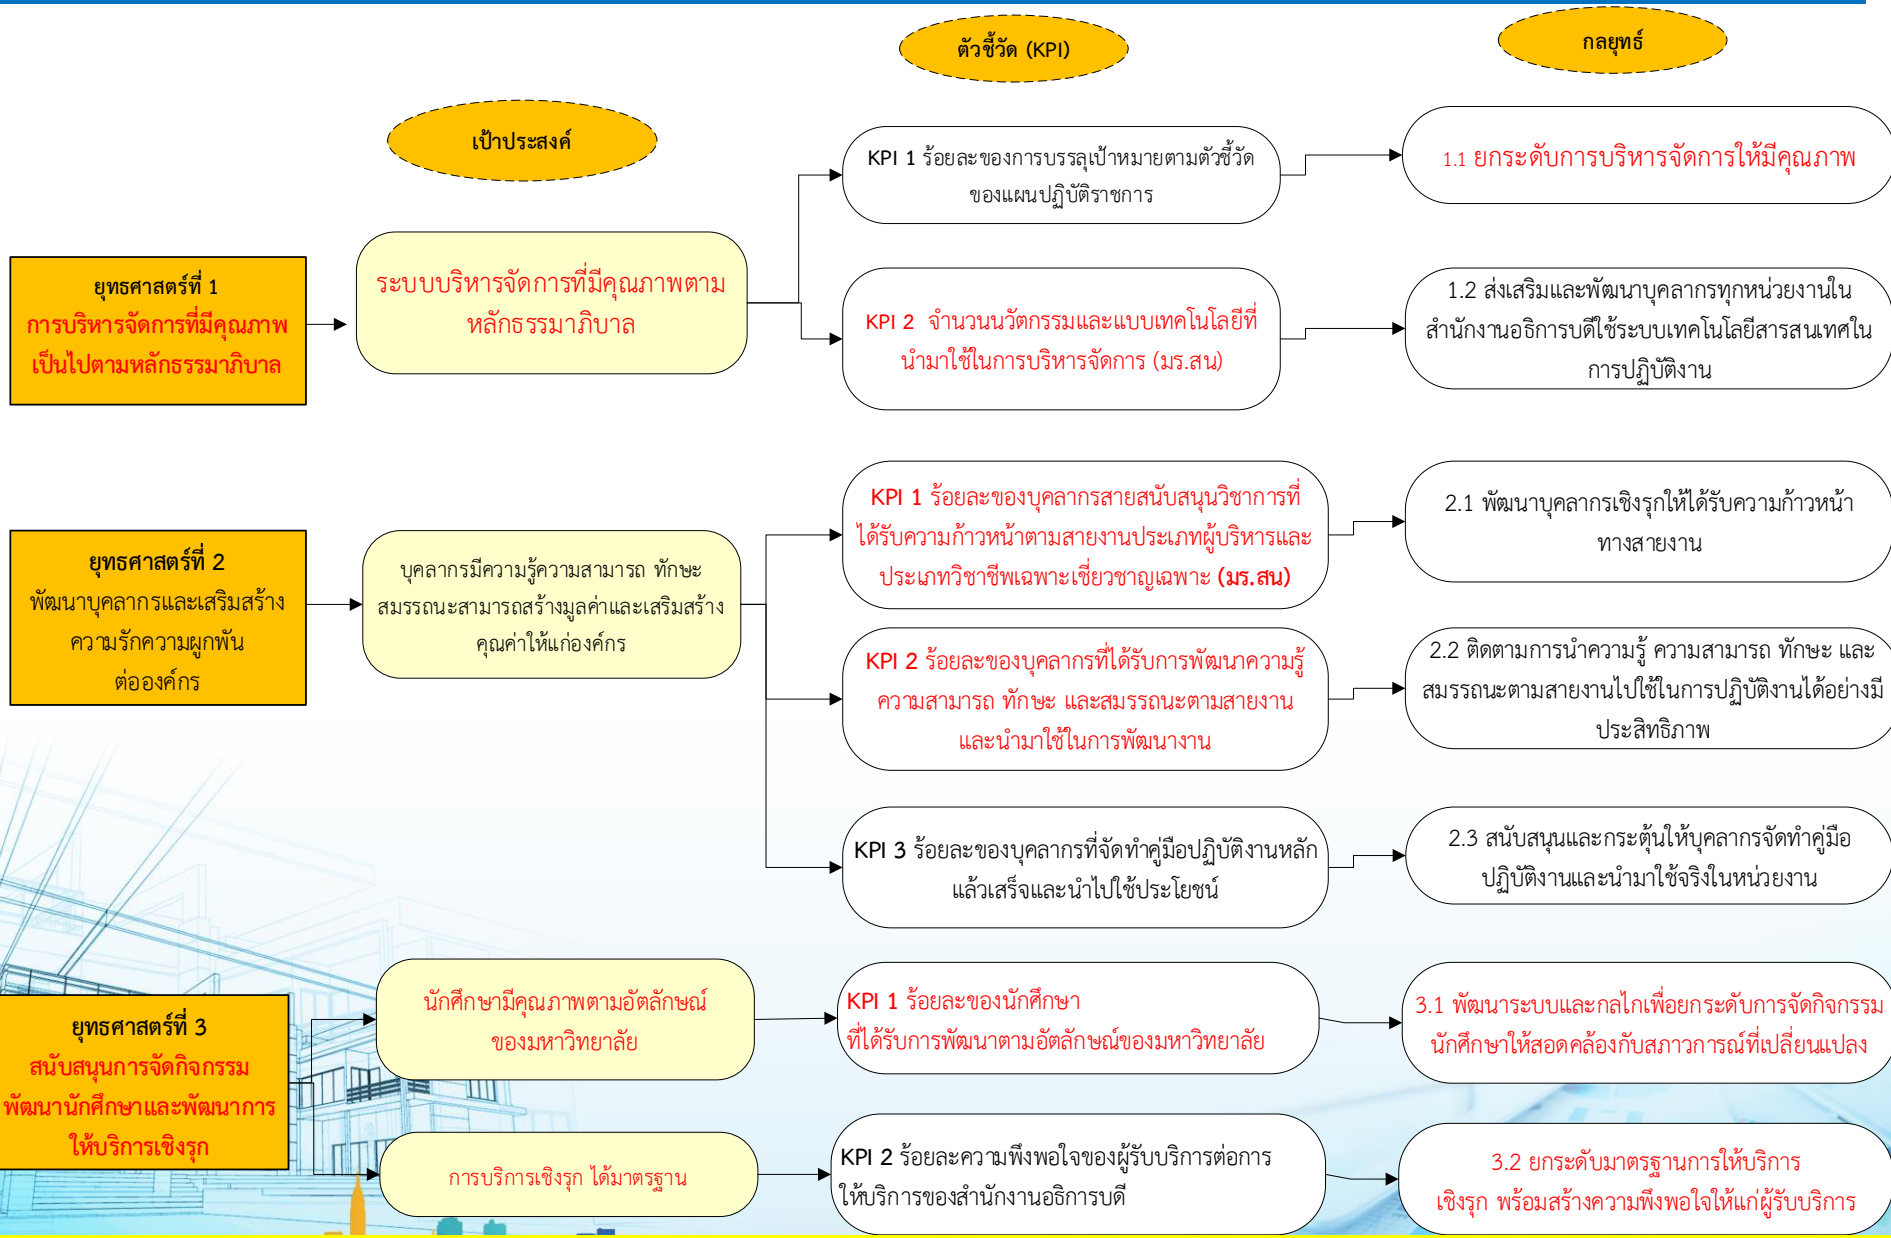 ตัวชี้วัด (KPI)
กลยุทธ์
เป้าประสงค์
ยุทธศาสตร์ที่ 1
การบริหารจัดการที่มีคุณภาพ
เป็นไปตามหลักธรรมาภิบาล
ระบบบริหารจัดการที่มีคุณภาพตาม
หลักธรรมาภิบาล
KPI 1 ร้อยละของการบรรลุเป้าหมายตามตัวชี้วัด
ของแผนปฏิบัติราชการ
1.1 ยกระดับการบริหารจัดการให้มีคุณภาพ
KPI 2 จำนวนนวัตกรรมและแบบเทคโนโลยีที่
นำมาใช้ในการบริหารจัดการ (มร.สน)
1.2 ส่งเสริมและพัฒนาบุคลากรทุกหน่วยงานใน
สำนักงานอธิการบดีใช้ระบบเทคโนโลยีสารสนเทศใน
การปฏิบัติงาน
ยุทธศาสตร์ที่ 2
พัฒนาบุคลากรและเสริมสร้าง
ความรักความผูกพัน
ต่อองค์กร
บุคลากรมีความรู้ความสามารถ ทักษะ
สมรรถนะสามารถสร้างมูลค่าและเสริมสร้าง
คุณค่าให้แก่องค์กร
KPI 1 ร้อยละของบุคลากรสายสนับสนุนวิชาการที่
ได้รับความก้าวหน้าตามสายงานประเภทผู้บริหารและ
ประเภทวิชาชีพเฉพาะเชี่ยวชาญเฉพาะ (มร.สน)
2.1 พัฒนาบุคลากรเชิงรุกให้ได้รับความก้าวหน้า
ทางสายงาน
KPI 2 ร้อยละของบุคลากรที่ได้รับการพัฒนาความรู้
ความสามารถ ทักษะ และสมรรถนะตามสายงาน
และนำมาใช้ในการพัฒนางาน
2.2 ติดตามการนำความรู้ ความสามารถ ทักษะ และ
สมรรถนะตามสายงานไปใช้ในการปฏิบัติงานได้อย่างมี
ประสิทธิภาพ
KPI 3 ร้อยละของบุคลากรที่จัดทำคู่มือปฏิบัติงานหลัก
แล้วเสร็จและนำไปใช้ประโยชน์
2.3 สนับสนุนและกระตุ้นให้บุคลากรจัดทำคู่มือ
ปฏิบัติงานและนำมาใช้จริงในหน่วยงาน
ยุทธศาสตร์ที่ 3
สนับสนุนการจัดกิจกรรม
พัฒนานักศึกษาและพัฒนาการ
ให้บริการเชิงรุก
นักศึกษามีคุณภาพตามอัตลักษณ์
ของมหาวิทยาลัย
KPI 1 ร้อยละของนักศึกษา
ที่ได้รับการพัฒนาตามอัตลักษณ์ของมหาวิทยาลัย
3.1 พัฒนาระบบและกลไกเพื่อยกระดับการจัดกิจกรรม
นักศึกษาให้สอดคล้องกับสภาวการณ์ที่เปลี่ยนแปลง
การบริการเชิงรุก ได้มาตรฐาน
KPI 2 ร้อยละความพึงพอใจของผู้รับบริการต่อการ
ให้บริการของสำนักงานอธิการบดี
3.2 ยกระดับมาตรฐานการให้บริการ
เชิงรุก พร้อมสร้างความพึงพอใจให้แก่ผู้รับบริการ